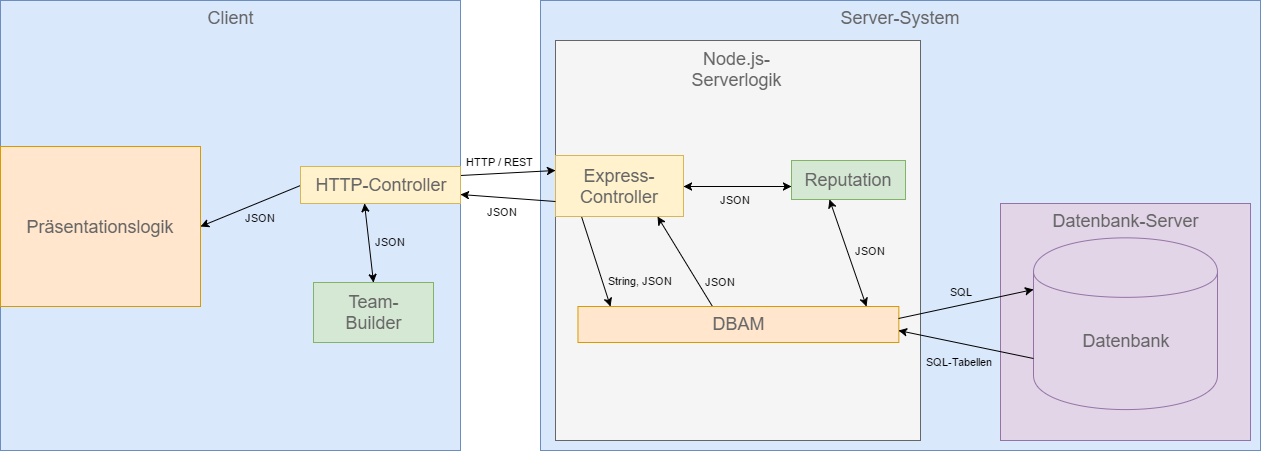 Client
Server-System
Node.js-
Serverlogik
HTTP / REST
JSON
Präsentationslogik
JSON
HTTP-Controller
JSON
Team-
Builder
Express-
Controller
JSON
Reputation
String, JSON
JSON
JSON
DBAM
SQL
SQL-Tabellen
Datenbank-Server
Datenbank